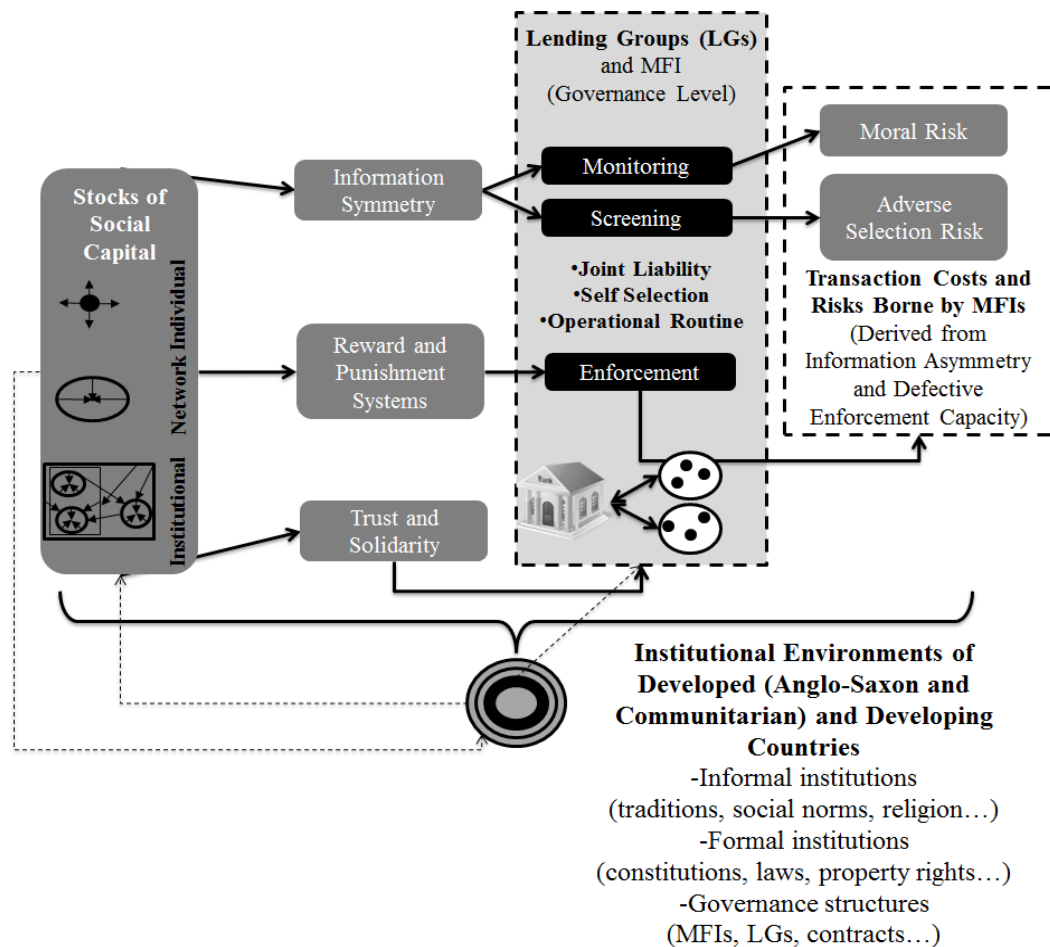 Lending Groups (LGs)
and MFI
(Governance Level)
Stocks of
Social
Capital
Individual
Network
Institutional
Information
Symmetry
Reward and
Punishment
Systems
Trust and
Solidarity
Monitoring
Screening
•Joint Liability
•Self Selection
•Operational Routine
Enforcement
Bank
Moral Risk
Adverse
Selection Risk
Transaction Costs and
Risks Borne by MFIs
(Derived from
Information Asymmetry
and Defective
Enforcement Capacity)
Institutional Environments of
Developed (Anglo-Saxon and
Communitarian) and Developing
Countries
-Informal institutions
(traditions, social norms, religion…)
-Formal institutions
(constitutions, laws, property rights…)
-Governance structures
(MFIs, LGs, contracts…)